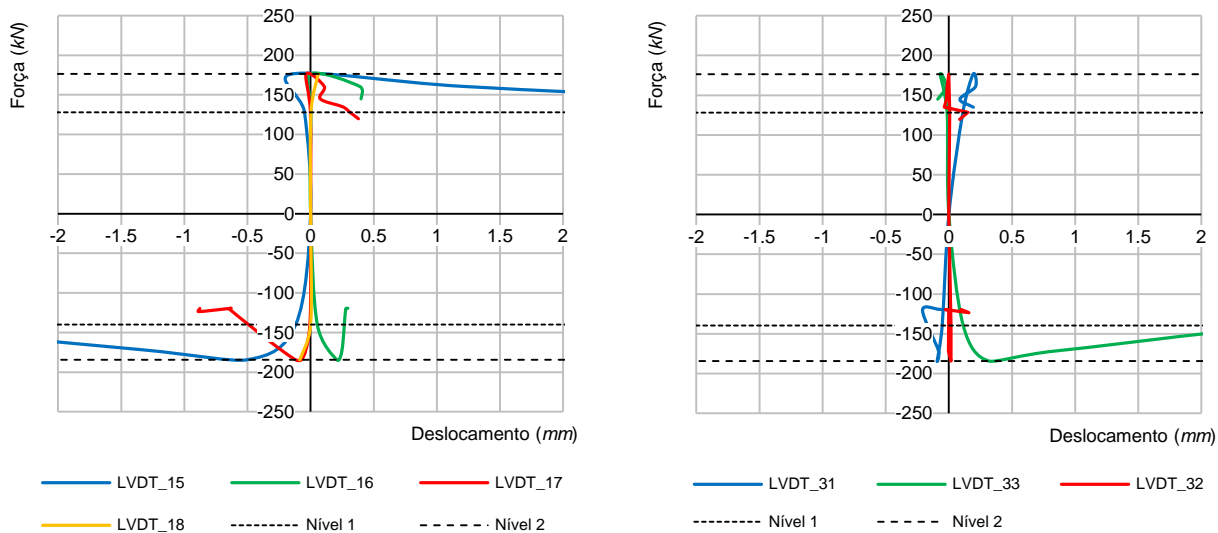 250
200
150
100
50
0
-50
-100
-150
-200
-250
-2 -1.5 -1 -0.5 0 0.5 1 1.5 2
Força (kN)
Deslocamento (mm)
LVDT_15 LVDT_16 LVDT_17
LVDT_18 Nível 1 Nível 2
250
200
150
100
50
0
-50
-100
-150
-200
-250
-2 -1.5 -1 -0.5 0 0.5 1 1.5 2
Força (kN)
Deslocamento (mm)
LVDT_31 LVDT_33 LVDT_32
Nível 1 Nível 2